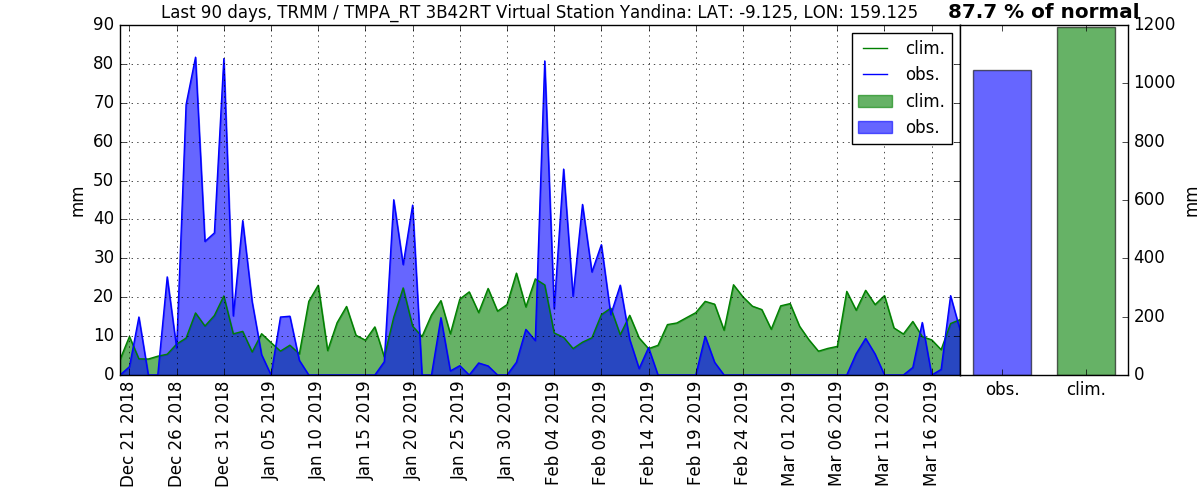 Last 90 days, TRMM / TMPA_RT 3B42RT Virtual Station Yandina: LAT: -9.125, LON: 159.125
87.7 % of normal
90
80
70
60
50
40
30
20
10
0
mm
clim.
obs.
clim.
obs.
1200
1000
800
600
400
200
0
mm
obs.
clim.
Dec 21 2018
Dec 26 2018
Dec 31 2018
Jan 05 2019
Jan 10 2019
Jan 15 2019
Jan 20 2019
Jan 25 2019
Jan 30 2019
Feb 04 2019
Feb 09 2019
Feb 14 2019
Feb 19 2019
Feb 24 2019
Mar 01 2019
Mar 06 2019
Mar 11 2019
Mar 16 2019